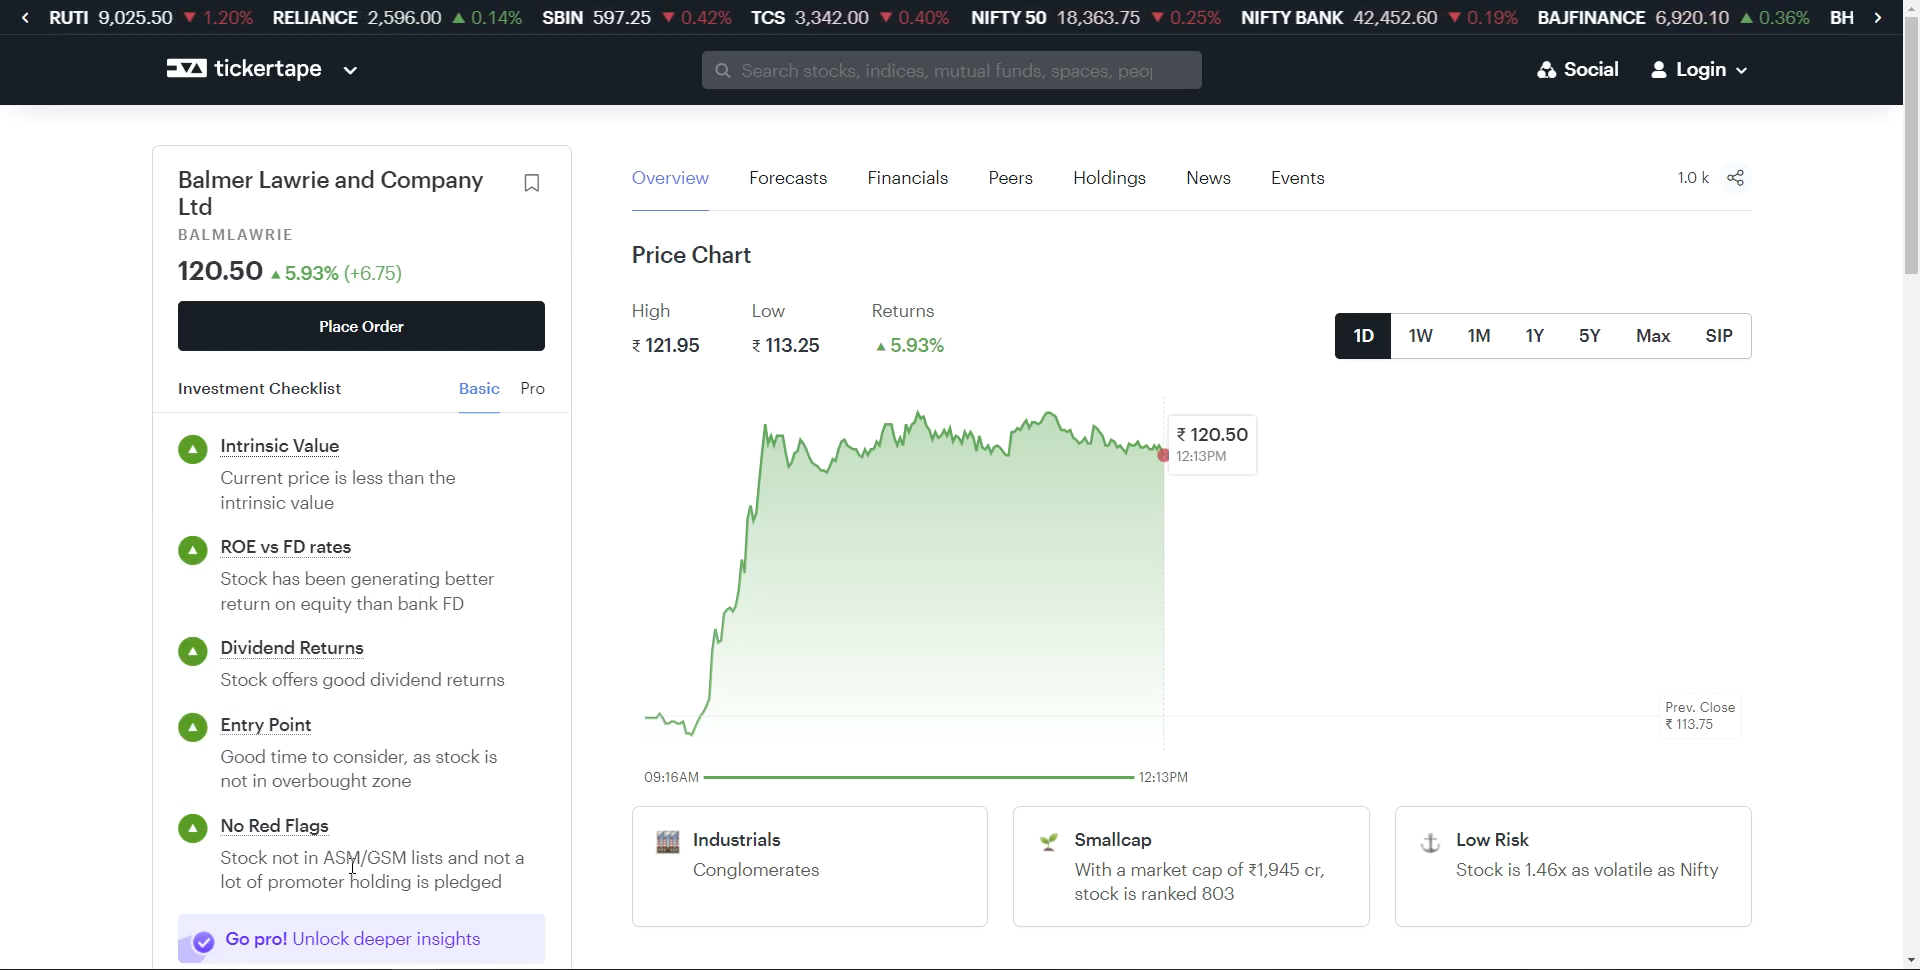 RUTI 9,025.50 ▼ 1.20% RELIANCE 2,596.00 ▲ 0.14% SBIN 597.25 ▼ 0.42% TCS 3,342.00 ▼ 0.40% NIFTY 50 18,363.75 ▼ 0.25% NIFTY BANK 42,452.60 ▼ 0.19% BAJFINANCE 6,920.10 ▲ 0.36% BH
tickertape
Search stocks, indices, mutual funds, spaces, peo
Social
Login
Balmer Lawrie and Company
Ltd
BALMLAWRIE
120.50 ▲ 5.93% (+6.75)
Place Order
Investment Checklist
Basic
Pro
Intrinsic Value
Current price is less than the
intrinsic value
ROE vs FD rates
Stock has been generating better
return on equity than bank FD
Dividend Returns
Stock offers good dividend returns
Entry Point
Good time to consider, as stock is
not in overbought zone
No Red Flags
Stock not in ASM/GSM lists and not a
lot of promoter holding is pledged
Go pro! Unlock deeper insights
Overview Forecasts Financials Peers Holdings News Events
1.0 k
Price Chart
High Low Returns
₹ 121.95 ₹ 113.25 ▲ 5.93%
1D 1W 1M 1Y 5Y Max SIP
₹ 120.50
12:13PM
Prev. Close
₹ 113.75
09:16AM 12:13PM
Industrials
Conglomerates
Smallcap
With a market cap of ₹1,945 cr,
stock is ranked 803
Low Risk
Stock is 1.46x as volatile as Nifty